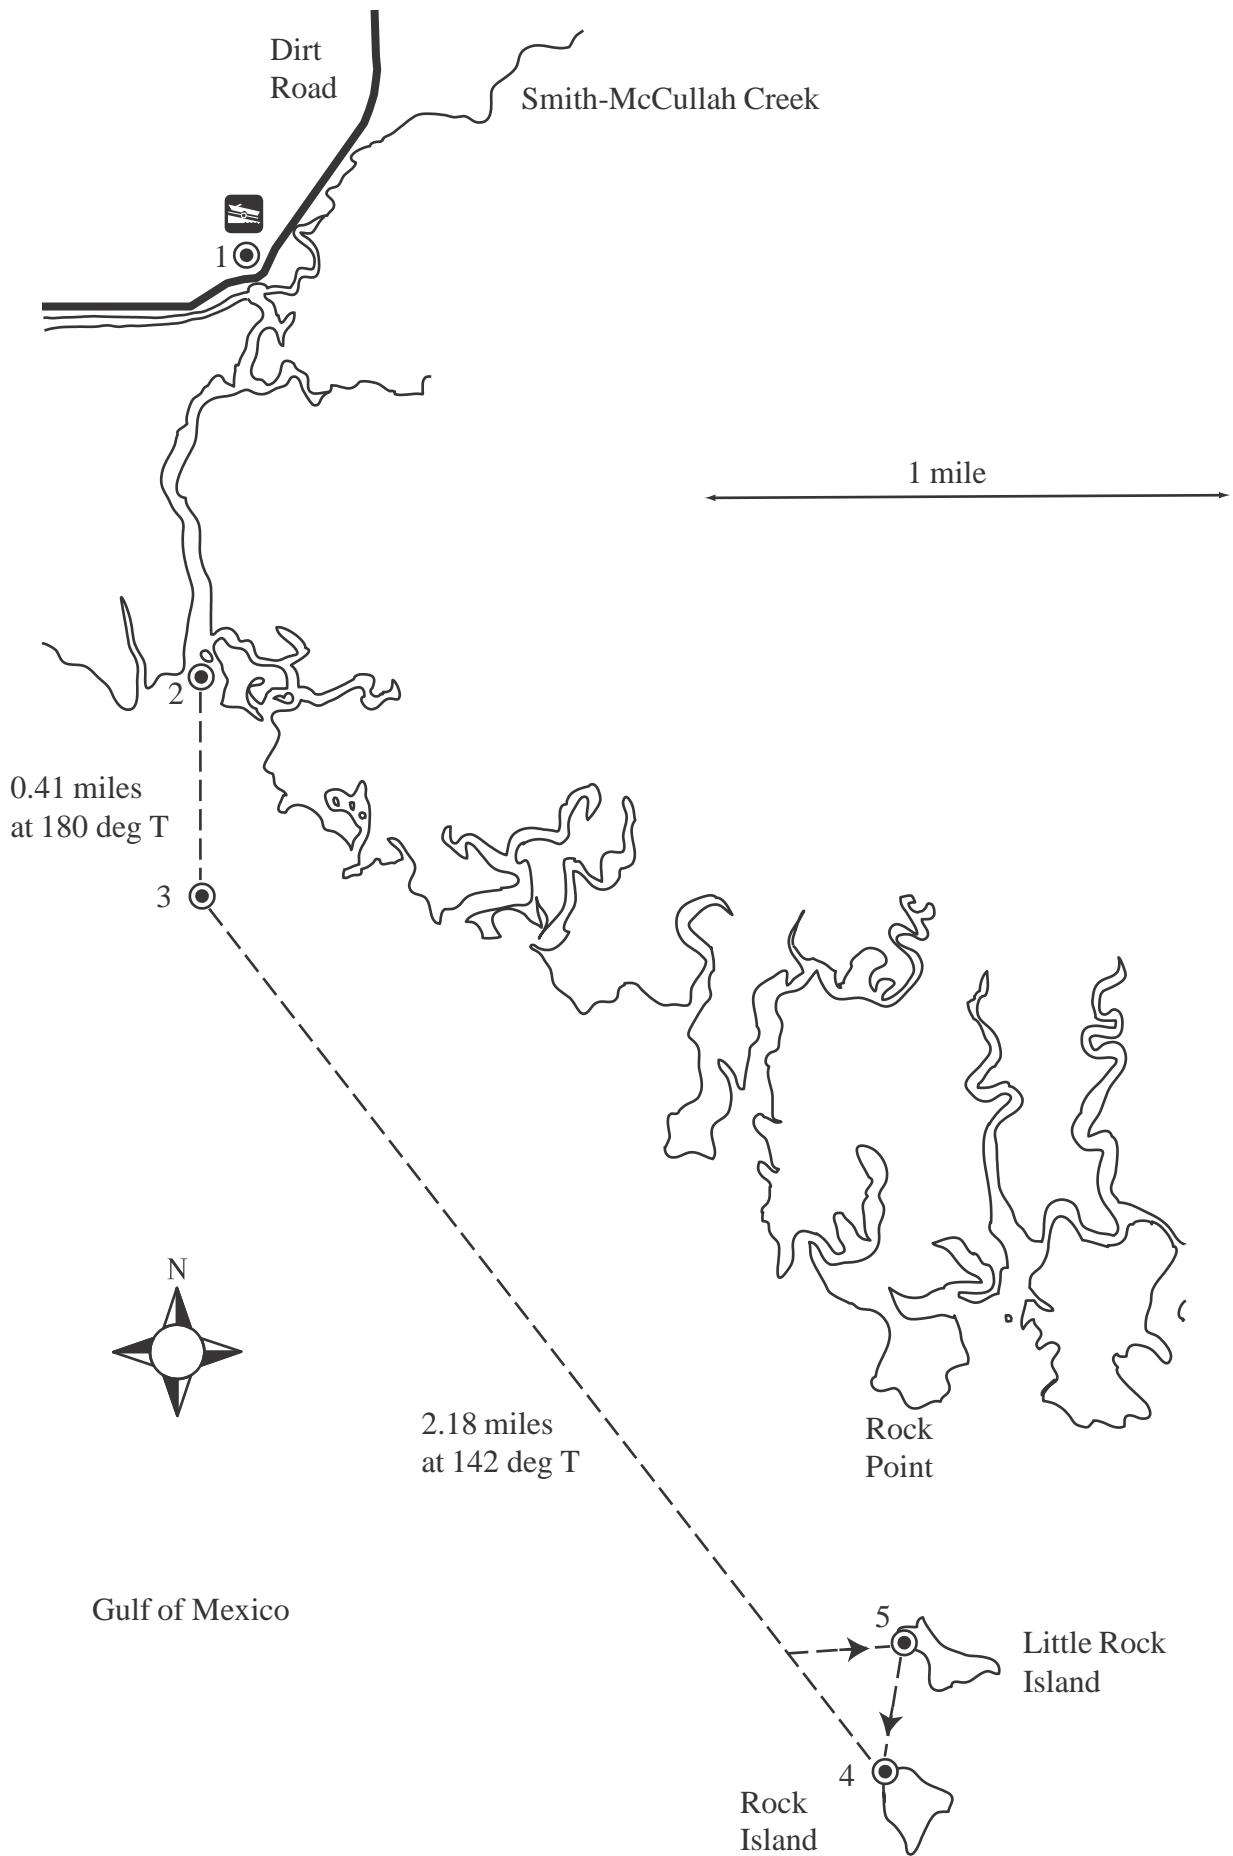 Dirt
Road
Smith-McCullah Creek
1
1 mile
2
0.41 miles
at 180 deg T
3
N
2.18 miles
at 142 deg T
Rock
Point
Gulf of Mexico
5
Little Rock
Island
4
Rock
Island